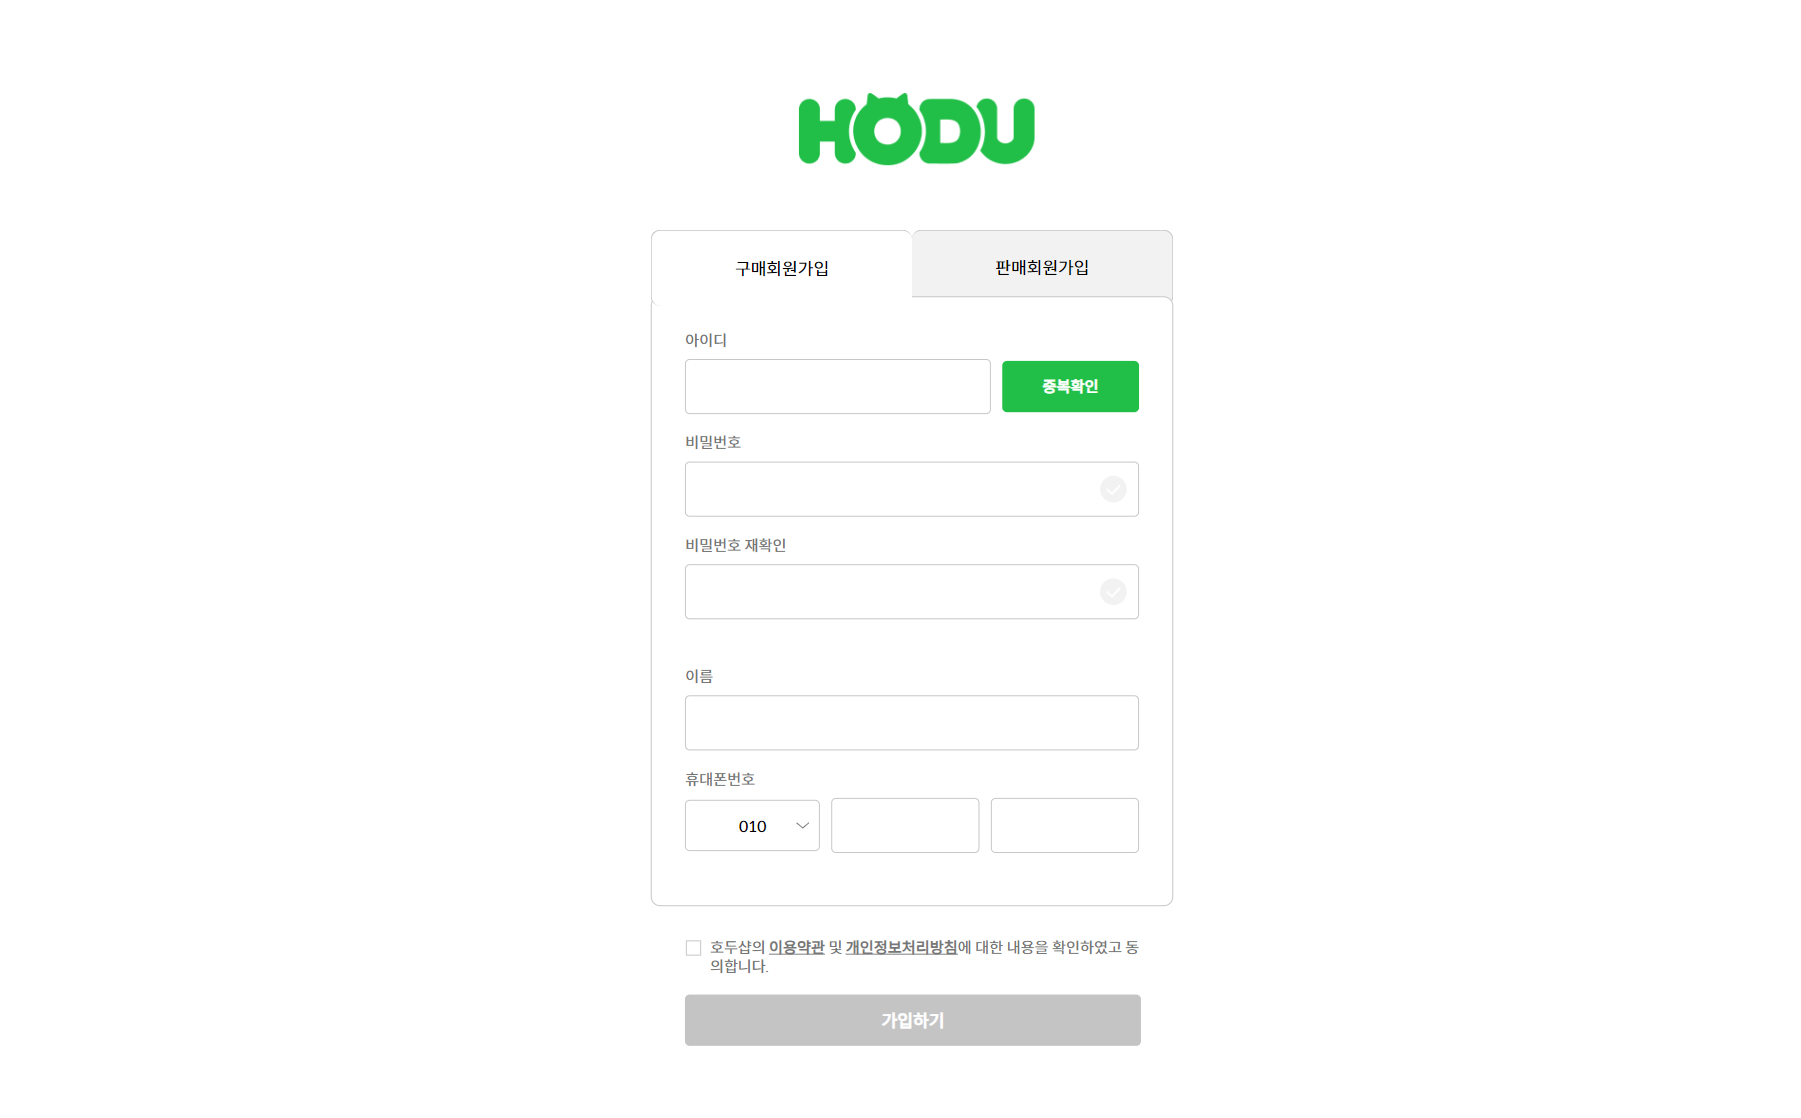 HODU
구매회원가입
판매회원가입
아이디
중복확인
비밀번호
비밀번호 재확인
이름
휴대폰번호
010
호두샵의 이용약관 및 개인정보처리방침에 대한 내용을 확인하였고 동
의합니다.
가입하기